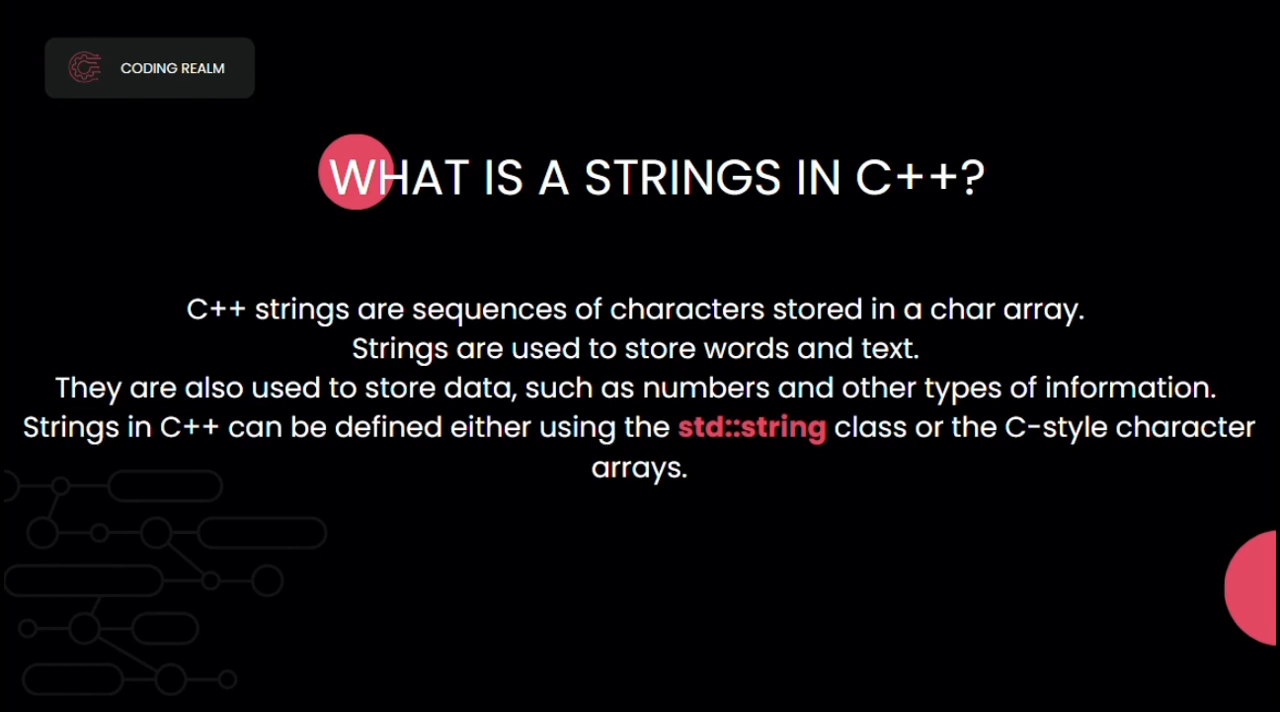 CODING REALM
WHAT IS A STRINGS IN C++?
C++ strings are sequences of characters stored in a char array.
Strings are used to store words and text.
They are also used to store data, such as numbers and other types of information.
Strings in C++ can be defined either using the std::string class or the C-style character
arrays.